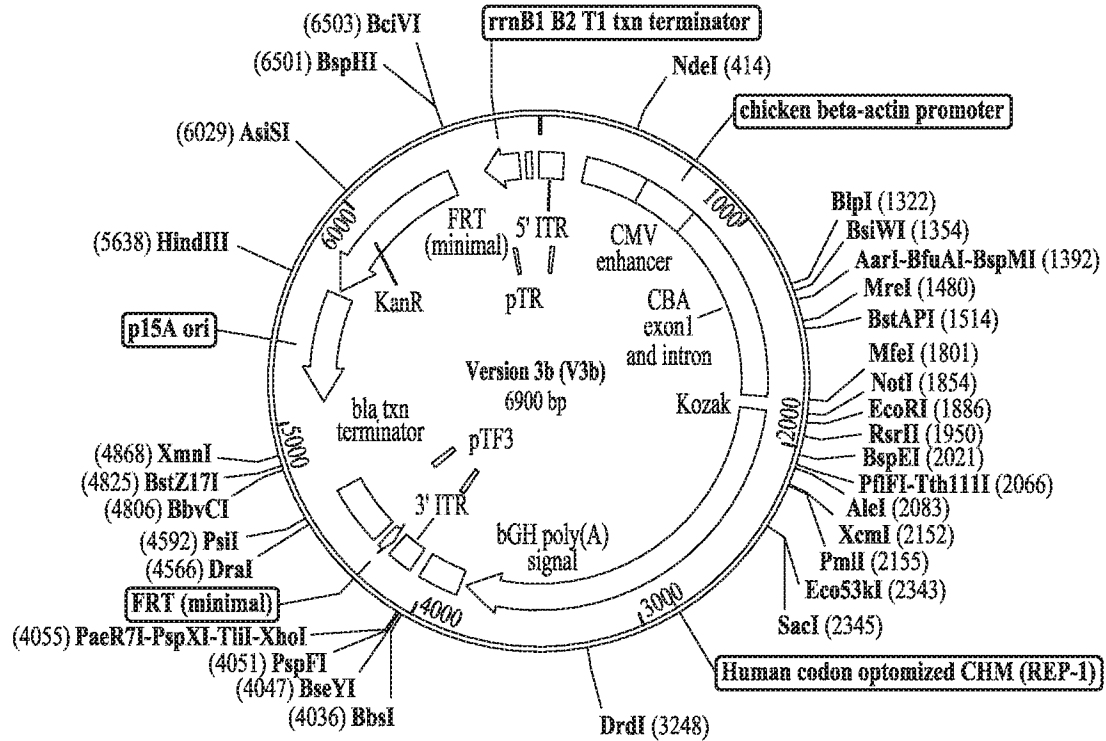 (6503) BciVI
rrnB1 B2 T1 txn terminator
(6501) BspHI
NdeI (414)
chicken beta-actin promoter
(6029) AsiSI
6000
1000
FRT
(minimal)
5' ITR
CMV
enhancer
BlpI (1322)
BsiWI (1354)
(5638) HindIII
AarI-BfuAI-BspMI (1392)
KanR
pTR
CBA
exon1
and intron
MreI (1480)
p15A ori
BstAPI (1514)
Version 3b (V3b)
6900 bp
MfeI (1801)
NotI (1854)
Kozak
EcoRI (1886)
bla txn
terminator
2000
RsrII (1950)
5000
pTF3
BspEI (2021)
(4868) XmnI
PflFI-Tth111I (2066)
(4825) BstZ17I
AleI (2083)
(4806) BbvCI
3' ITR
XcmI (2152)
(4592) PsiI
bGH poly(A)
signal
PmlI (2155)
(4566) DraI
Eco53kI (2343)
FRT (minimal)
4000
3000
SacI (2345)
(4055) PaeR7I-PspXI-TliI-XhoI
(4051) PspFI
Human codon optomized CHM (REP-1)
(4047) BseYI
(4036) BbsI
DrdI (3248)